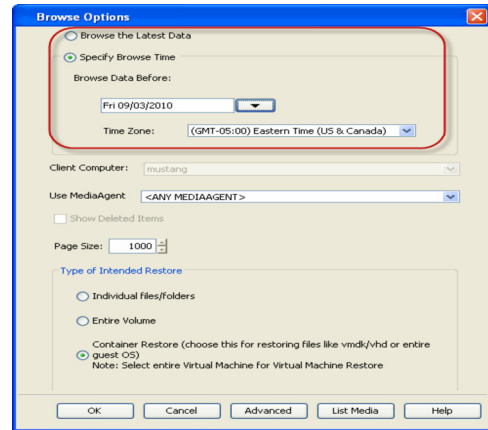 Browse Options
Browse the Latest Data
Specify Browse Time
Browse Data Before:
Fri 09/03/2010
Time Zone: (GMT-05:00) Eastern Time (US & Canada)
Client Computer: mustang
Use MediaAgent <ANY MEDIAAGENT>
Show Deleted Items
Page Size: 1000
Type of Intended Restore
Individual files/folders
Entire Volume
Container Restore (choose this for restoring files like vmdk/vhd or entire
guest OS)
Note: Select entire Virtual Machine for Virtual Machine Restore
OK Cancel Advanced List Media Help